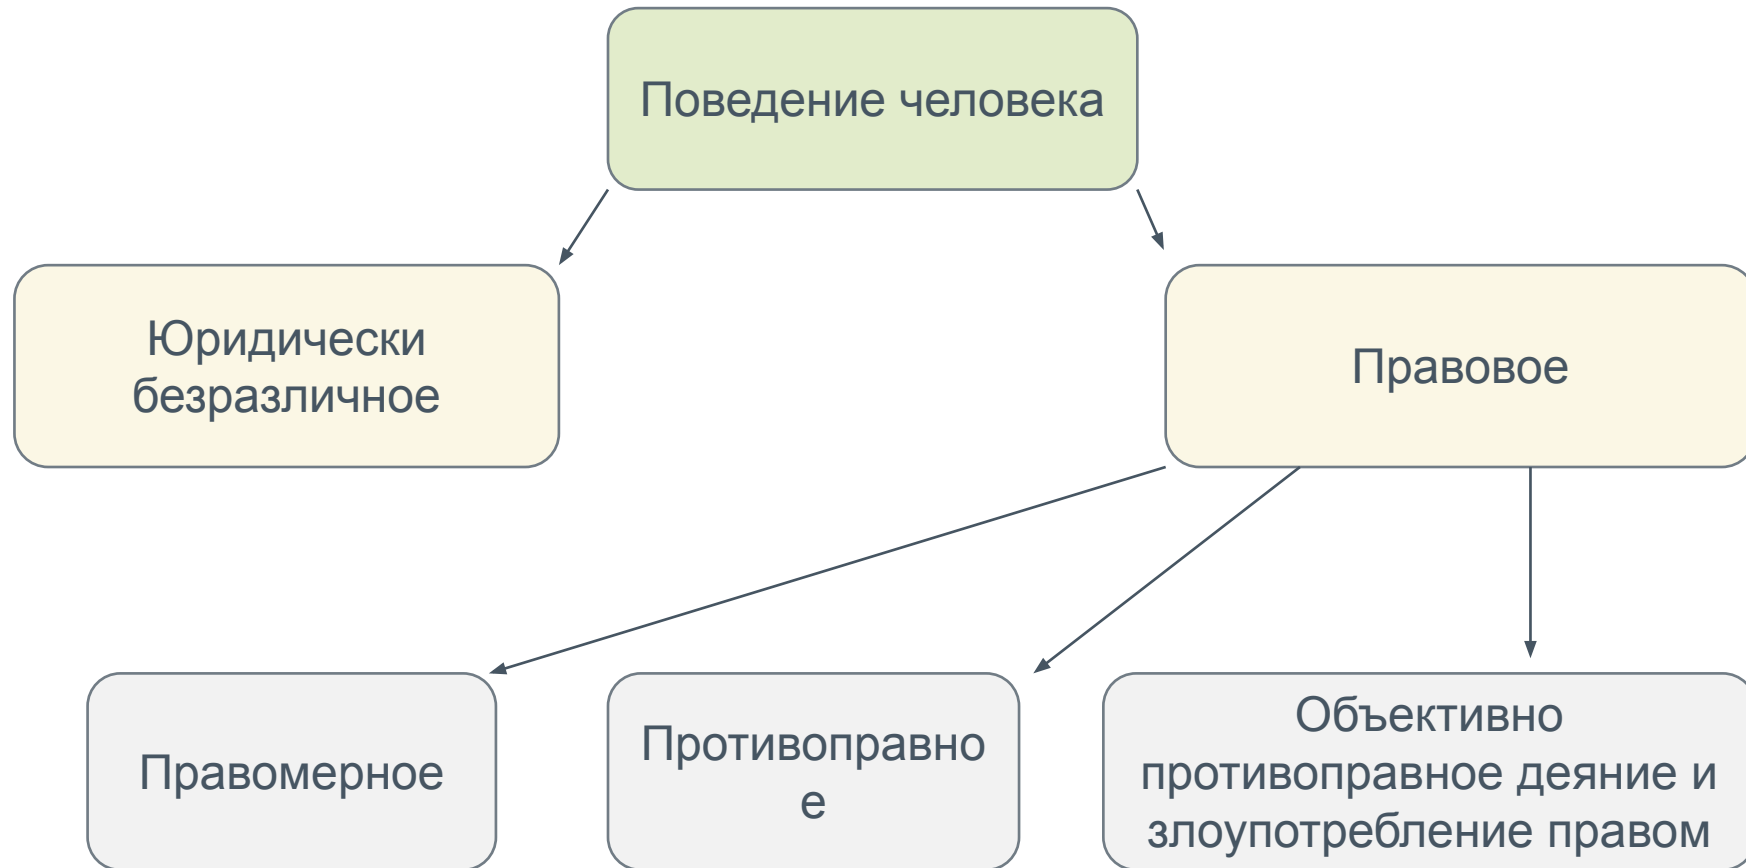 Поведение человека
Юридически
безразличное
Правовое
Правомерное
Противоправно
е
Объективно
противоправное деяние и
злоупотребление правом